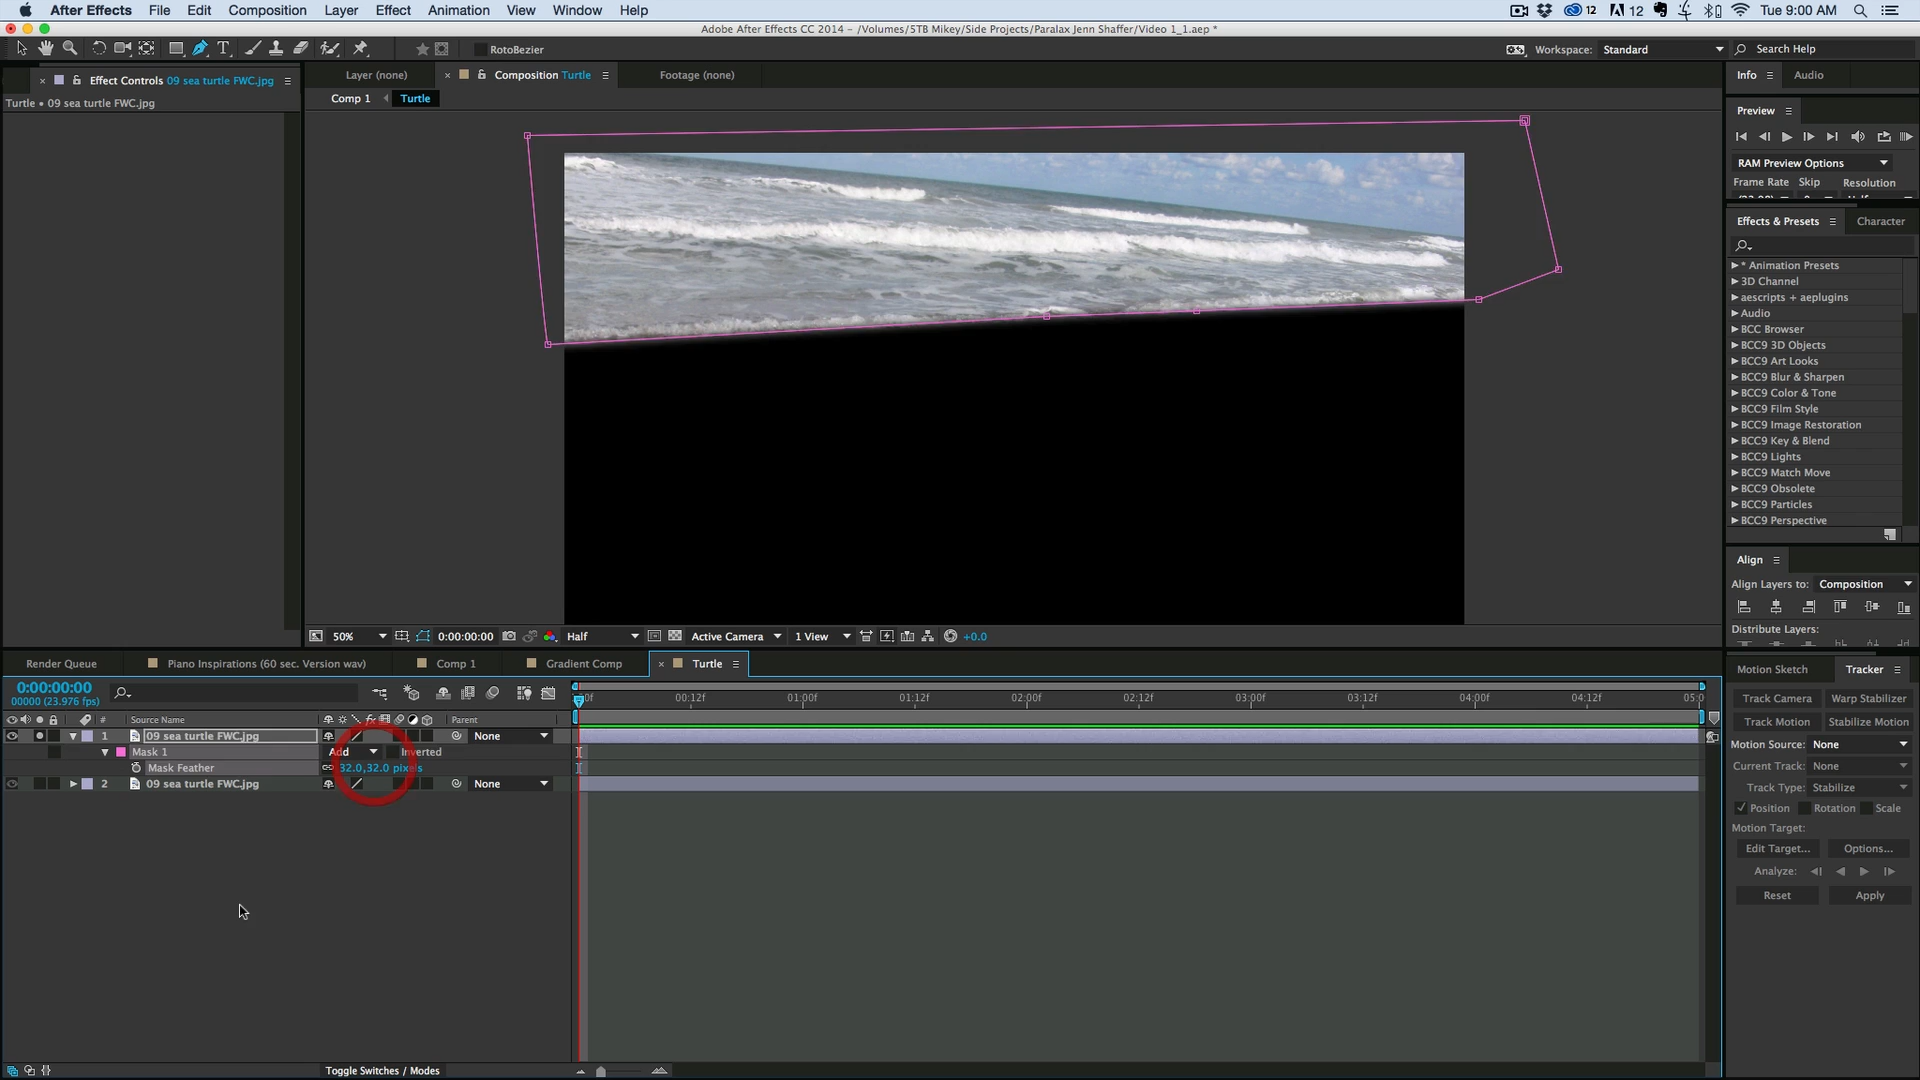 After Effects File Edit Composition Layer Effect Animation View Window Help 12 12 Tue 9:00 AM
Adobe After Effects CC 2014 - /Volumes/5TB Mikey/Side Projects/Paralax Jenn Shaffer/Video 1_1.aep *
RotoBezier Workspace: Standard Search Help
Effect Controls 09 sea turtle FWC.jpg Layer (none) Composition Turtle Footage (none) Info Audio
Turtle • 09 sea turtle FWC.jpg Comp 1 Turtle
Preview
RAM Preview Options
Frame Rate Skip Resolution
Effects & Presets Character
* Animation Presets
3D Channel
aescripts + aeplugins
Audio
BCC Browser
BCC9 3D Objects
BCC9 Art Looks
BCC9 Blur & Sharpen
BCC9 Color & Tone
BCC9 Film Style
BCC9 Image Restoration
BCC9 Key & Blend
BCC9 Lights
BCC9 Match Move
BCC9 Obsolete
BCC9 Particles
BCC9 Perspective
Align
Align Layers to: Composition
Distribute Layers:
50% 0:00:00:00 Half Active Camera 1 View +0.0
Render Queue Piano Inspirations (60 sec. Version wav) Comp 1 Gradient Comp Turtle
0:00:00:00
00000 (23.976 fps)
00:12f 01:00f 01:12f 02:00f 02:12f 03:00f 03:12f 04:00f 04:12f
# Source Name Parent
1 09 sea turtle FWC.jpg None
Mask 1 Add Inverted
Mask Feather 32.0,32.0 pixels
2 09 sea turtle FWC.jpg None
Toggle Switches / Modes
Motion Sketch Tracker
Track Camera Warp Stabilizer
Track Motion Stabilize Motion
Motion Source: None
Current Track: None
Track Type: Stabilize
Position Rotation Scale
Motion Target:
Edit Target... Options...
Analyze:
Reset Apply